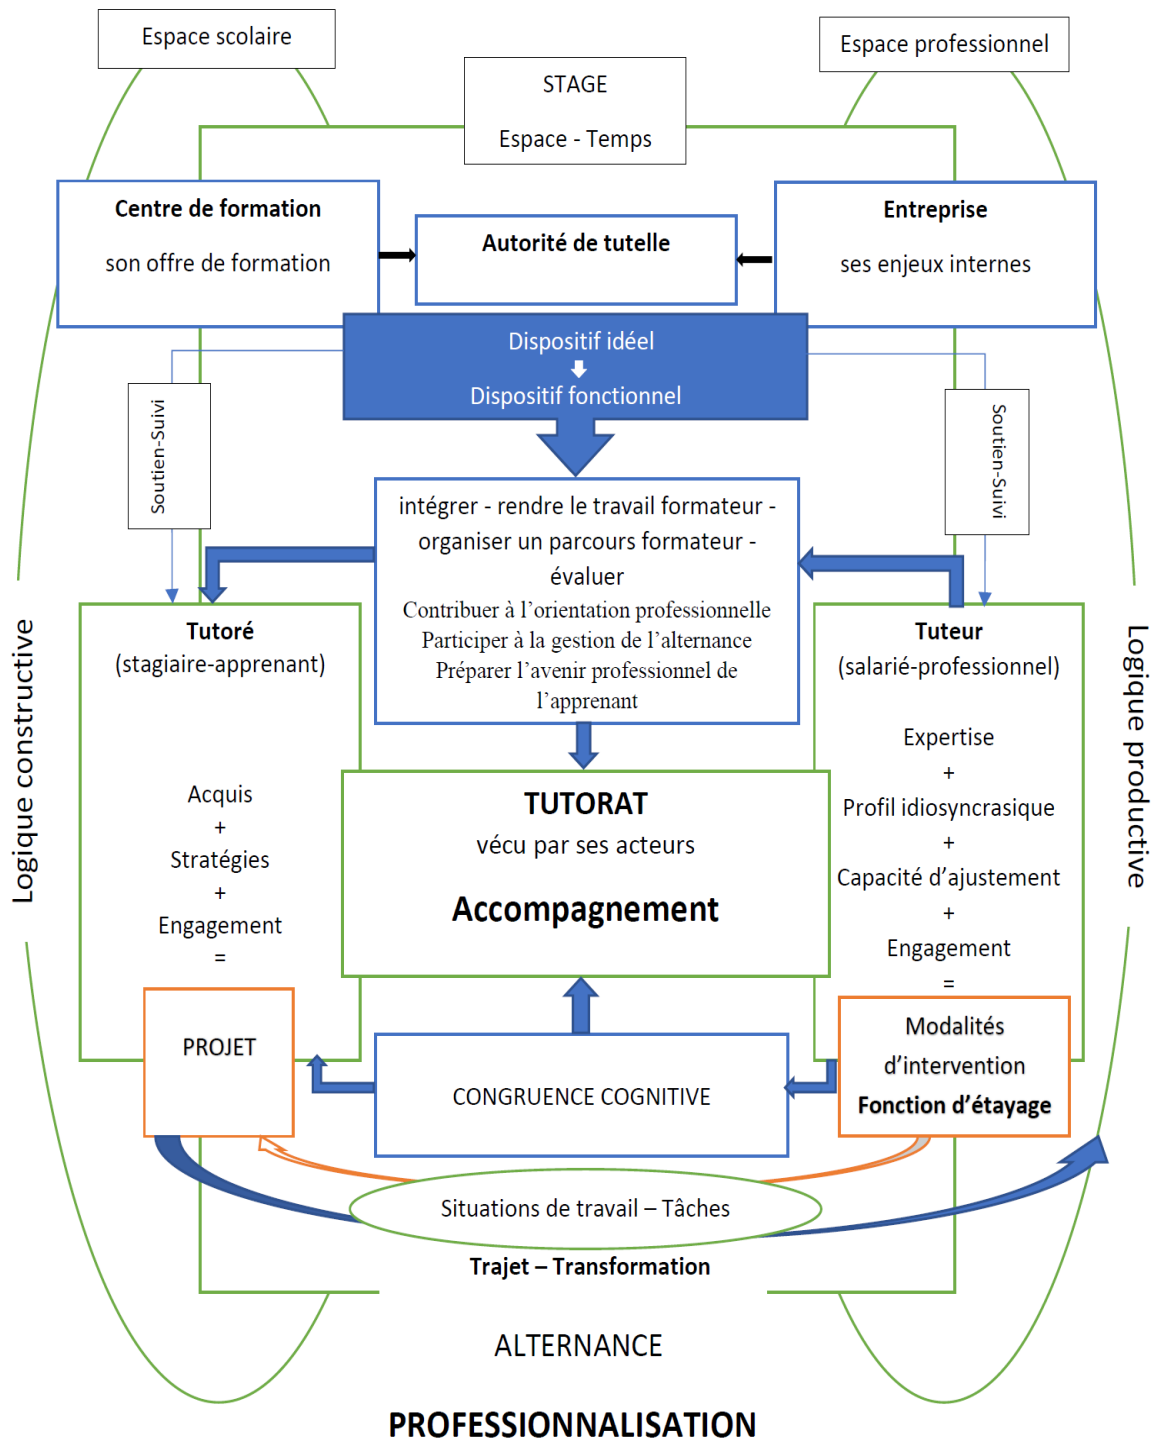 Espace scolaire
Espace professionnel
STAGE
Espace - Temps
Centre de formation
son offre de formation
Autorité de tutelle
Entreprise
ses enjeux internes
Dispositif idéel
Dispositif fonctionnel
Soutien-Suivi
Soutien-Suivi
intégrer - rendre le travail formateur -
organiser un parcours formateur -
évaluer
Contribuer à l’orientation professionnelle
Participer à la gestion de l’alternance
Préparer l’avenir professionnel de
l’apprenant
Logique constructive
Tutoré
(stagiaire-apprenant)
Acquis
+
Stratégies
+
Engagement
=
PROJET
TUTORAT
vécu par ses acteurs
Accompagnement
Tuteur
(salarié-professionnel)
Expertise
+
Profil idiosyncrasique
+
Capacité d’ajustement
+
Engagement
=
Modalités
d’intervention
Fonction d’étayage
Logique productive
CONGRUENCE COGNITIVE
Situations de travail – Tâches
Trajet – Transformation
ALTERNANCE
PROFESSIONNALISATION